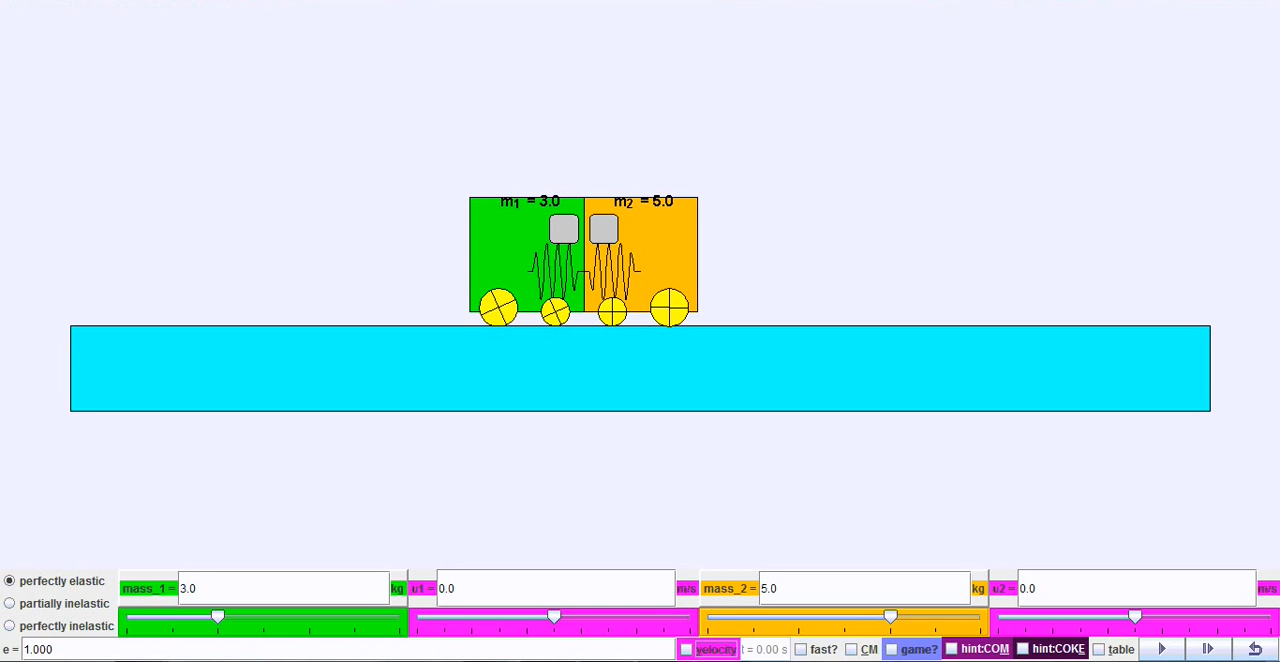 m1 = 3.0 m2 = 5.0
perfectly elastic
partially inelastic
perfectly inelastic
mass_1 = 3.0 kg u1 = 0.0 m/s mass_2 = 5.0 kg u2 = 0.0 m/s
e = 1.000 velocity t = 0.00 s fast? CM game? hint:COM hint:COKE table